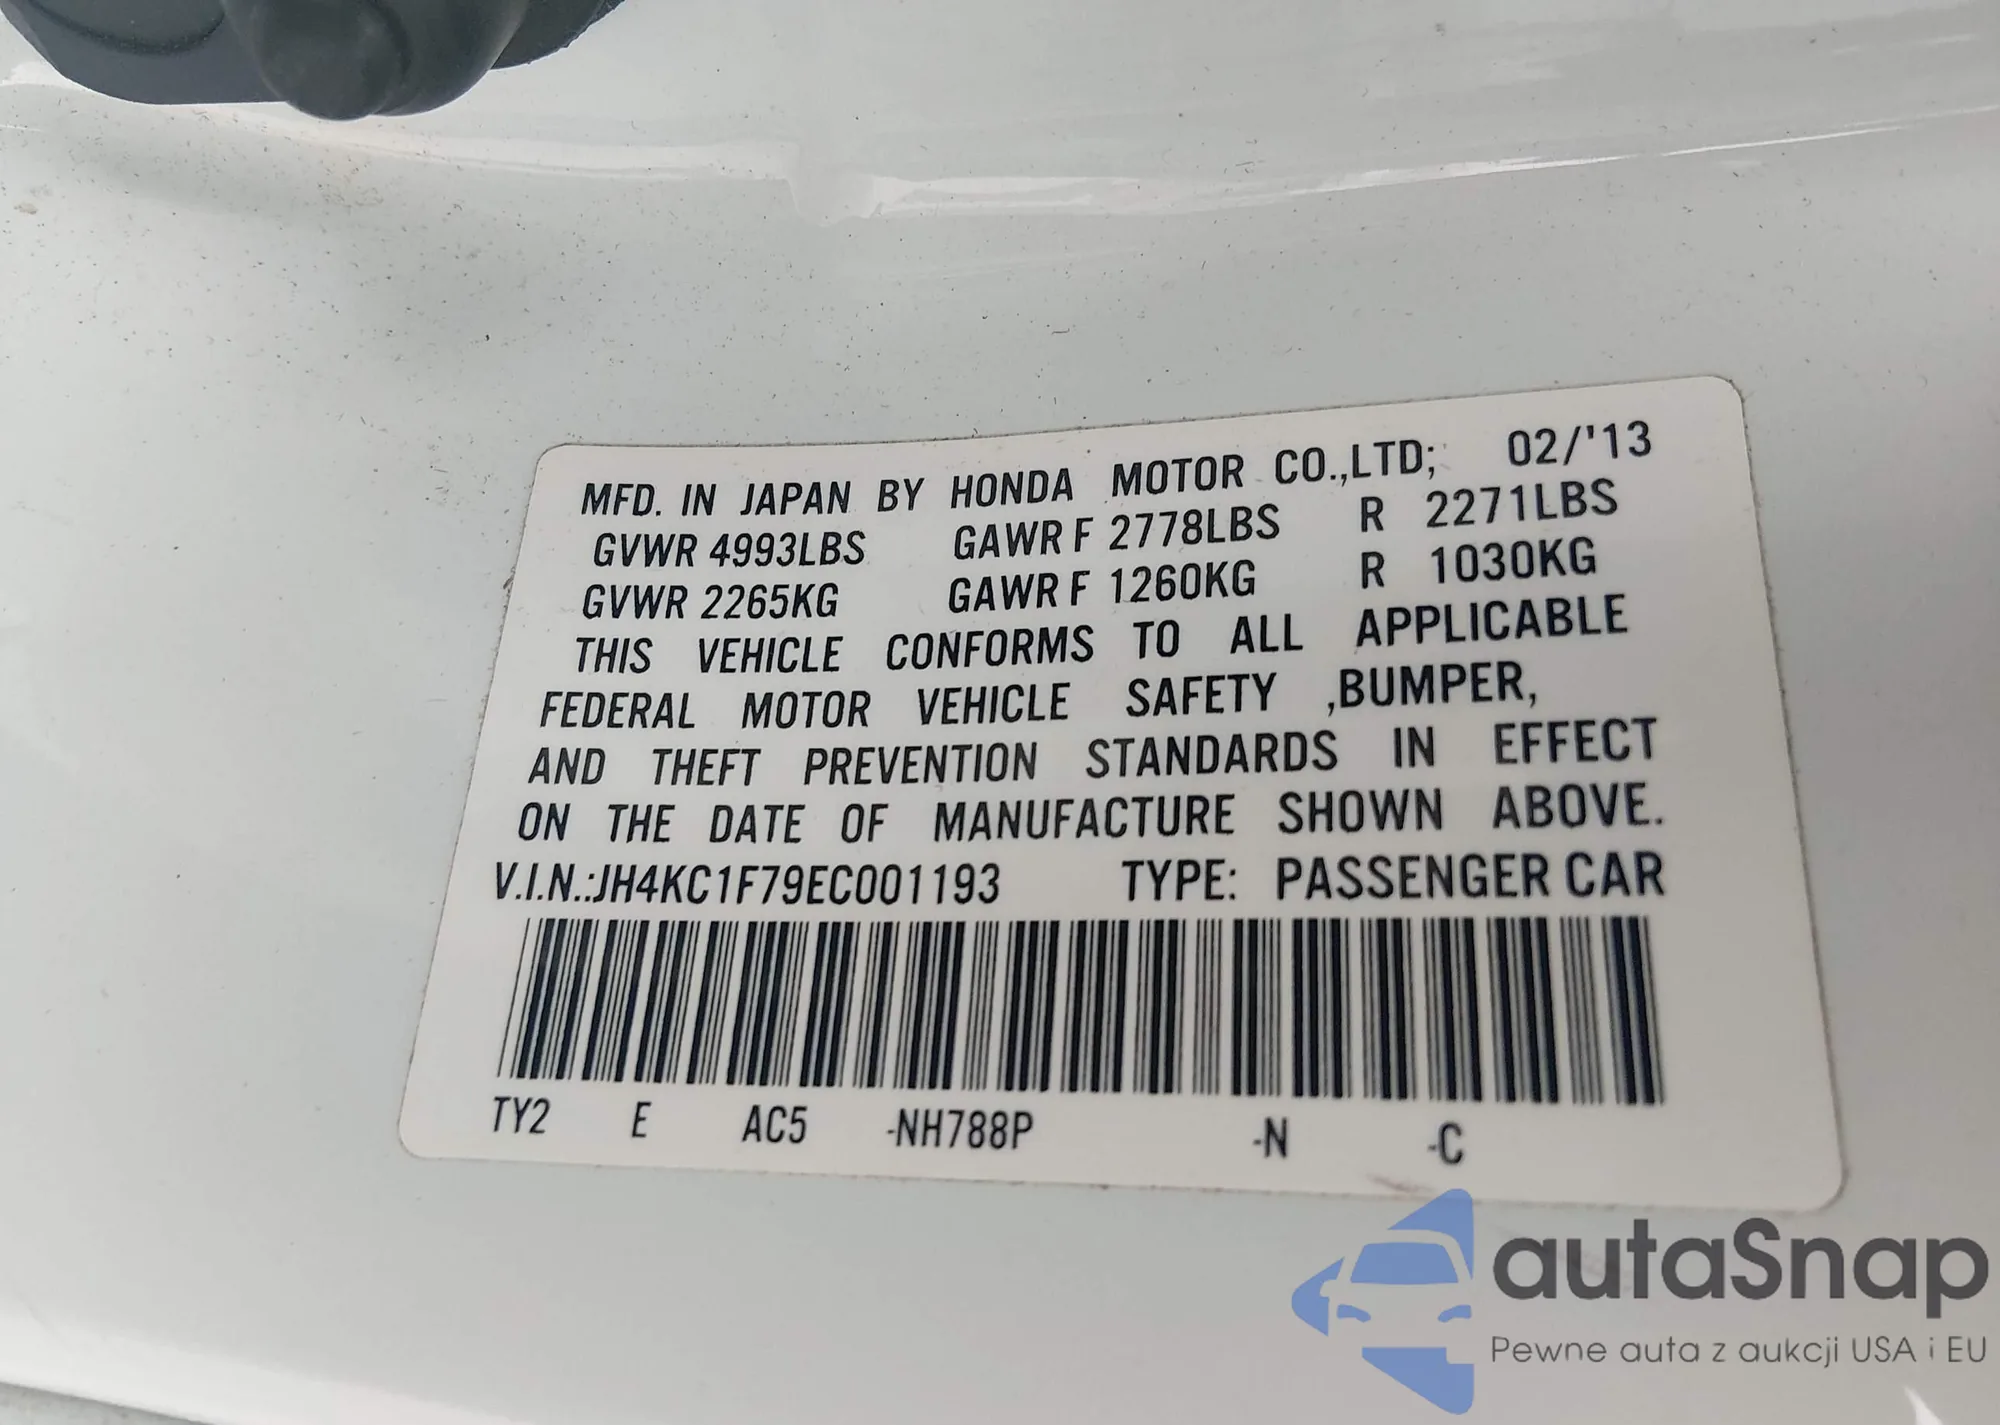 MFD. IN JAPAN BY HONDA MOTOR CO.,LTD; 02/'13
GVWR 4993LBS GAWR F 2778LBS R 2271LBS
GVWR 2265KG GAWR F 1260KG R 1030KG
THIS VEHICLE CONFORMS TO ALL APPLICABLE
FEDERAL MOTOR VEHICLE SAFETY ,BUMPER,
AND THEFT PREVENTION STANDARDS IN EFFECT
ON THE DATE OF MANUFACTURE SHOWN ABOVE.
V.I.N.:JH4KC1F79EC001193 TYPE: PASSENGER CAR
TY2 E AC5 -NH788P -N -C
autaSnap
Pewne auta z aukcji USA i EU